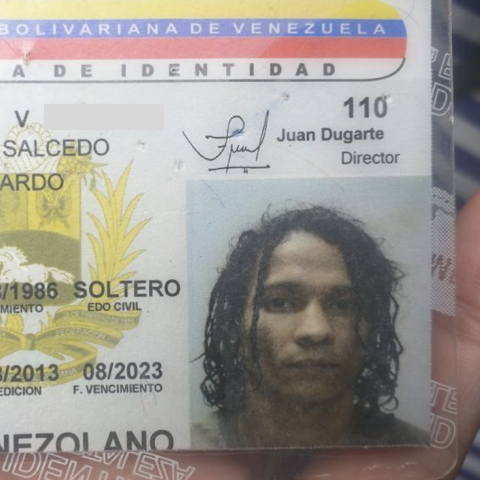 BOLIVARIANA DE VENEZUELA
A DE IDENTIDAD
V
110
SALCEDO
Juan Dugarte
Director
ARDO
/1986 SOLTERO
MIENTO EDO CIVIL
/2013 08/2023
EDICION F. VENCIMIENTO
NEZOLANO